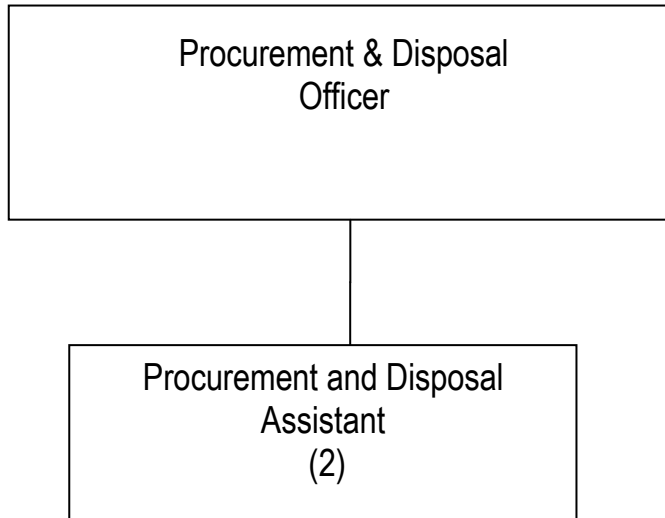 Procurement & Disposal
Officer
Procurement and Disposal
Assistant
(2)